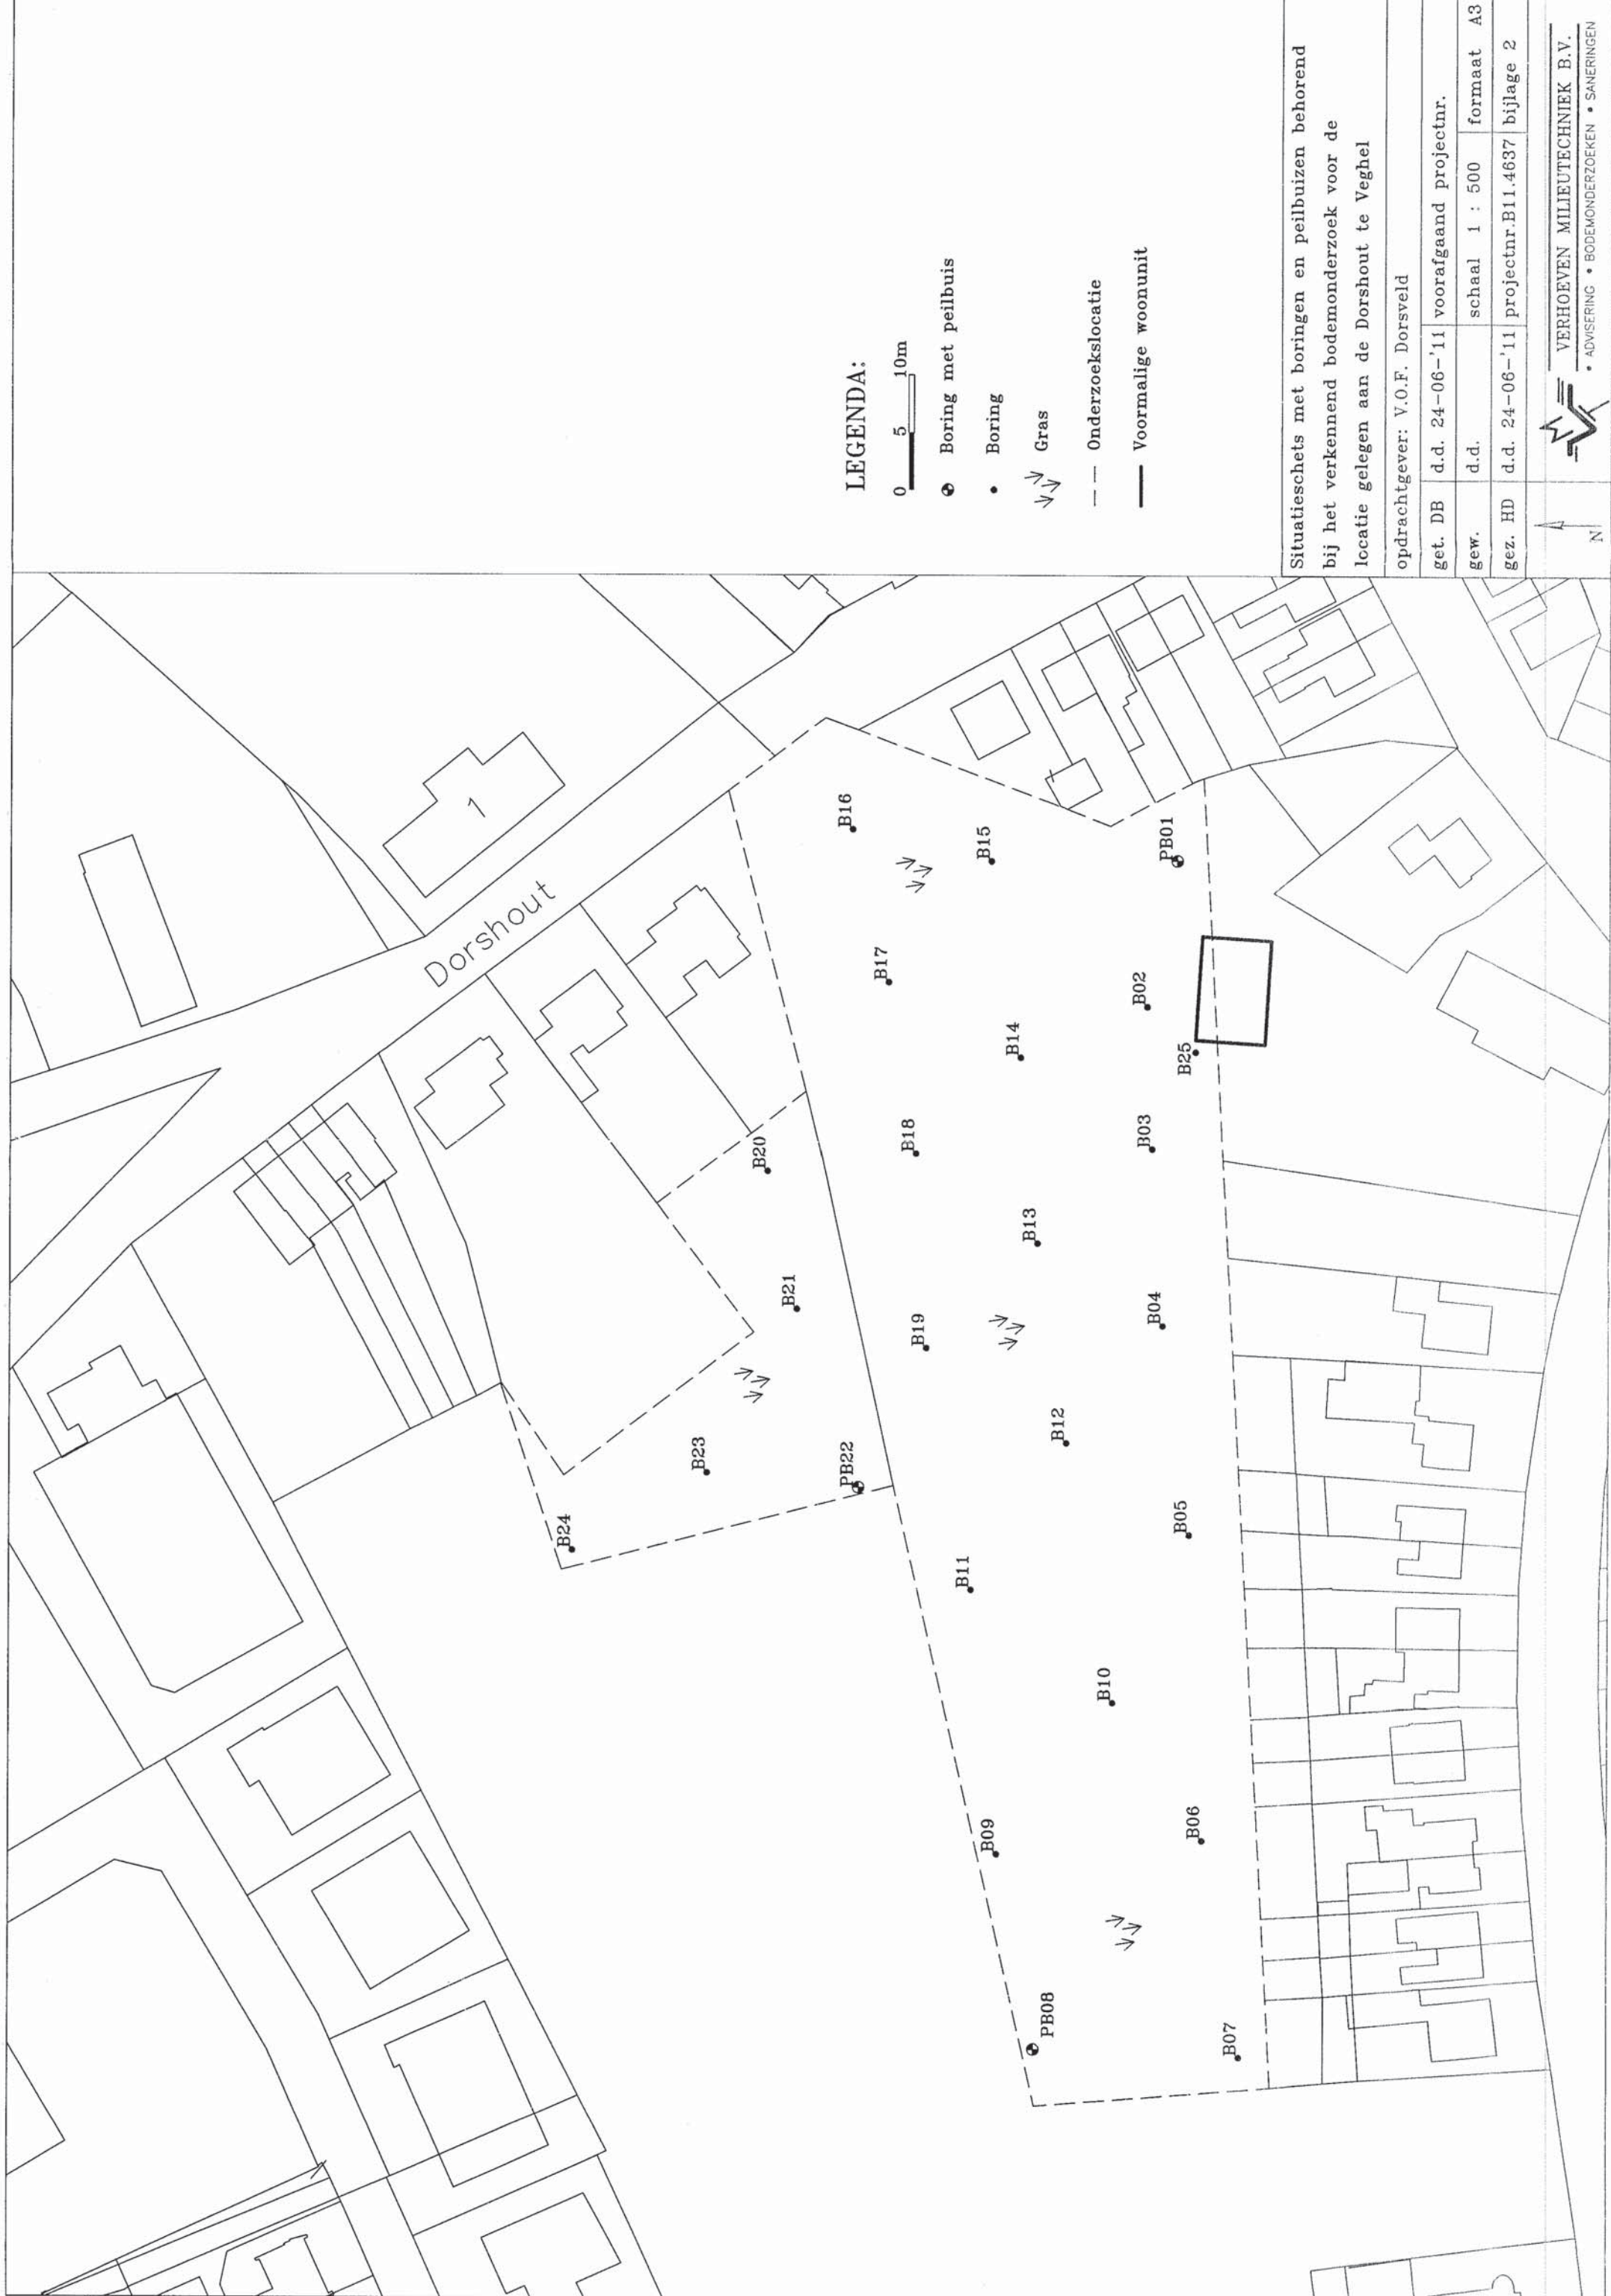 Dorshout
1
B16
B15
PB01
B17
B02
B14
B25
B18
B03
B20
B13
B21
B04
B19
B12
B23
PB22
B05
B24
B11
B10
B09
B06
PB08
B07
LEGENDA:
0 5 10m
Boring met peilbuis
Boring
Gras
Onderzoekslocatie
Voormalige woonunit
Situatieschets met boringen en peilbuizen behorend
bij het verkennend bodemonderzoek voor de
locatie gelegen aan de Dorshout te Veghel
opdrachtgever: V.O.F. Dorsveld
get. DB d.d. 24-06-'11 voorafgaand projectnr.
gew. d.d. schaal 1 : 500 formaat A3
gez. HD d.d. 24-06-'11 projectnr.B11.4637 bijlage 2
N
VERHOEVEN MILIEUTECHNIEK B.V.
• ADVISERING • BODEMONDERZOEKEN • SANERINGEN